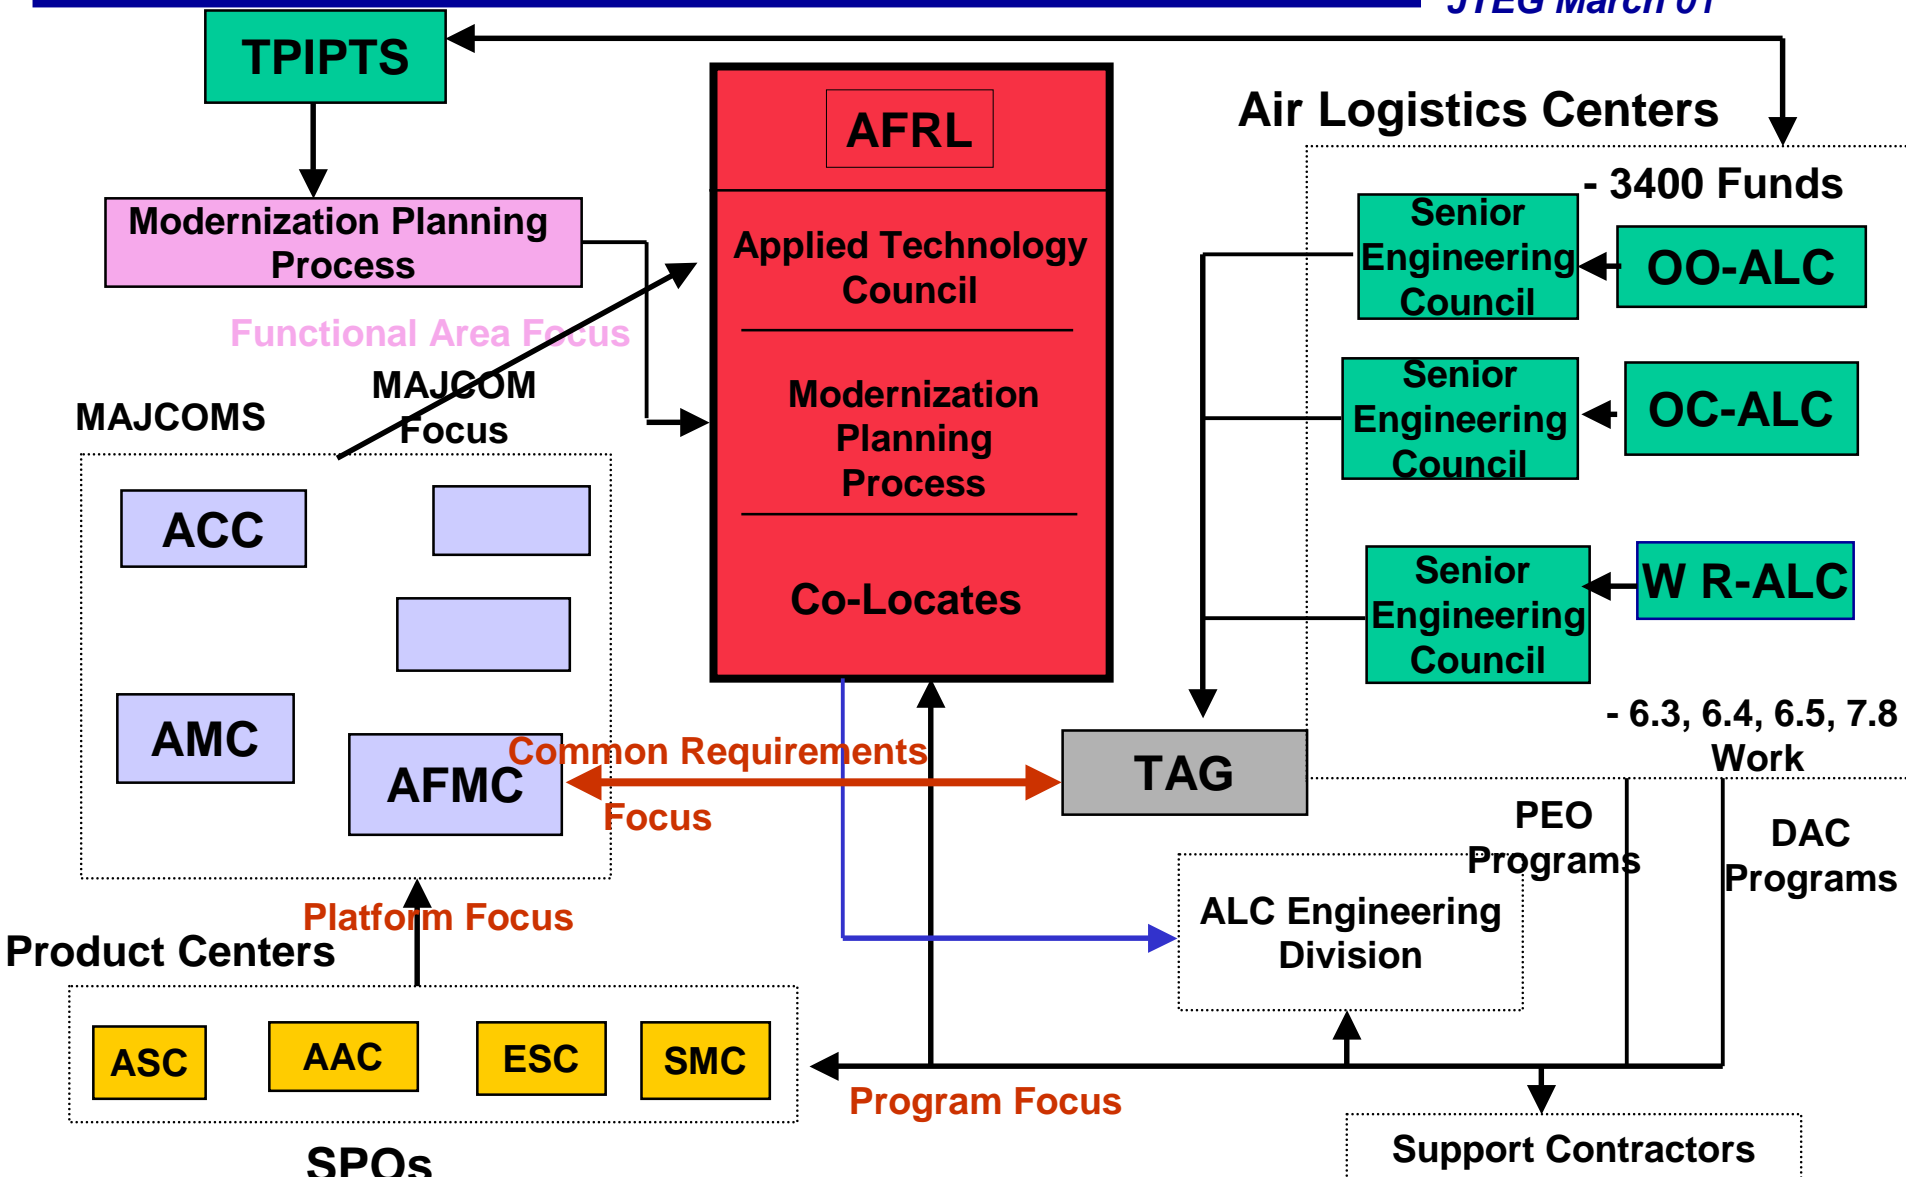 JTEG March 01
TPIPTS
Modernization Planning
Process
Functional Area Focus
MAJCOMS
MAJCOM
Focus
ACC
AMC
AFMC
Common Requirements
Focus
Platform Focus
Product Centers
ASC
AAC
ESC
SMC
SPOs
Program Focus
AFRL
Applied Technology
Council
Modernization
Planning
Process
Co-Locates
Air Logistics Centers
- 3400 Funds
Senior
Engineering
Council
OO-ALC
Senior
Engineering
Council
OC-ALC
Senior
Engineering
Council
W R-ALC
- 6.3, 6.4, 6.5, 7.8
Work
TAG
PEO
Programs
DAC
Programs
ALC Engineering
Division
Support Contractors